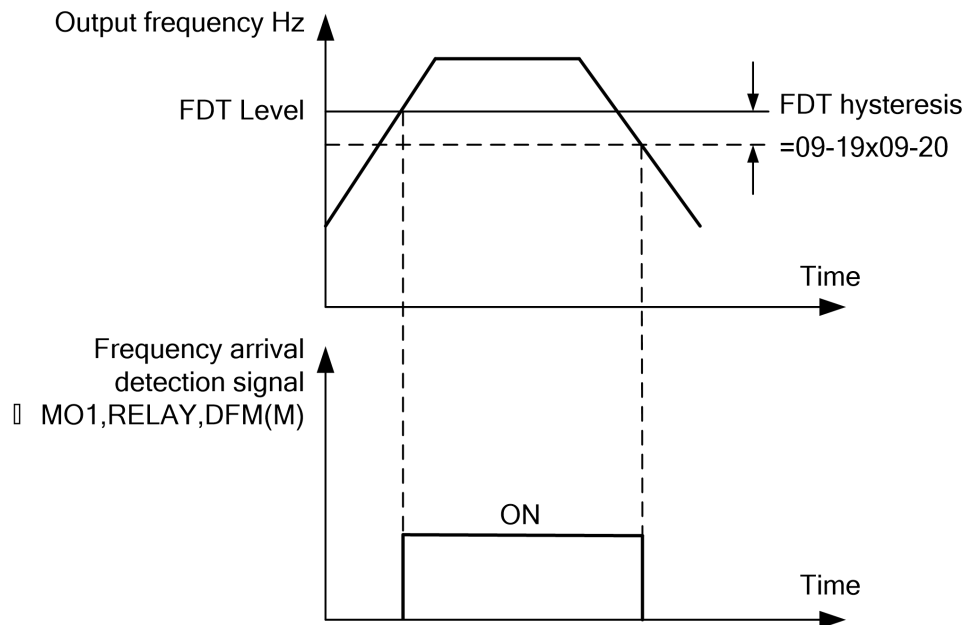 Output frequency Hz
FDT Level
FDT hysteresis
=09-19x09-20
Time
Frequency arrival
detection signal
▯ MO1,RELAY,DFM(M)
ON
Time